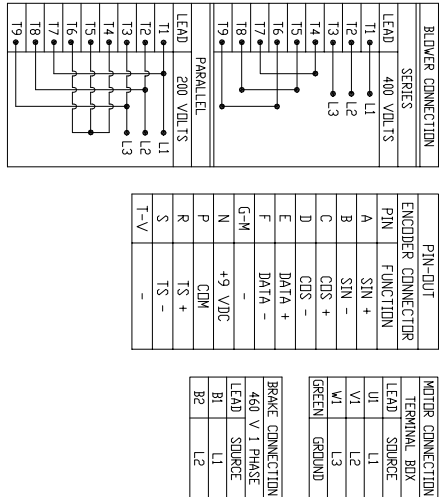 BLOWER CONNECTION
SERIES
LEAD 400 VOLTS
T1 L1
T2 L2
T3 L3
T4
T5
T6
T7
T8
T9
PARALLEL
LEAD 200 VOLTS
T1 L1
T2 L2
T3 L3
T4
T5
T6
T7
T8
T9
PIN-OUT
ENCODER CONNECTOR
PIN FUNCTION
A SIN +
B SIN -
C COS +
D COS -
E DATA +
F DATA -
G-M -
N +9 VDC
P COM
R TS +
S TS -
T-V -
MOTOR CONNECTION
TERMINAL BOX
LEAD SOURCE
U1 L1
V1 L2
W1 L3
GREEN GROUND
BRAKE CONNECTION
460 V 1 PHASE
LEAD SOURCE
B1 L1
B2 L2